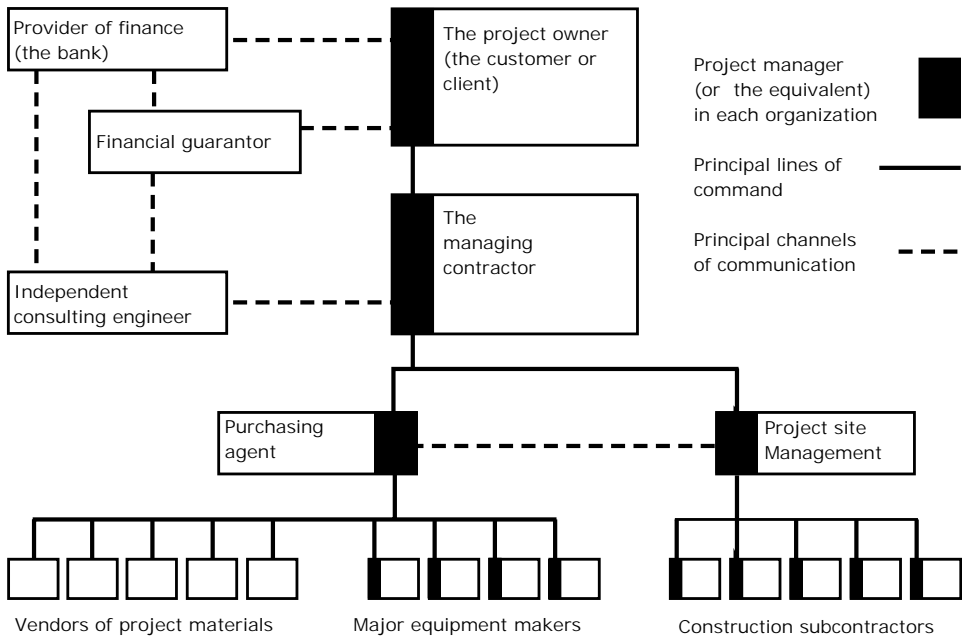 Provider of finance
(the bank)
The project owner
(the customer or
client)
Project manager
(or the equivalent)
in each organization
Financial guarantor
Principal lines of
command
The
managing
contractor
Principal channels
of communication
Independent
consulting engineer
Purchasing
agent
Project site
Management
Vendors of project materials
Major equipment makers
Construction subcontractors